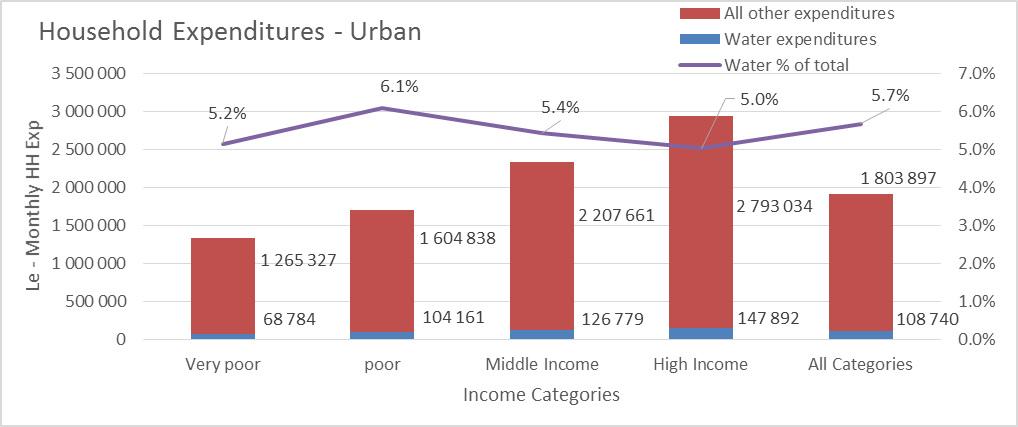 Household Expenditures - Urban
All other expenditures
Water expenditures
Water % of total
3 500 000
3 000 000
2 500 000
2 000 000
1 500 000
1 000 000
500 000
0
Le - Monthly HH Exp
7.0%
6.0%
5.0%
4.0%
3.0%
2.0%
1.0%
0.0%
5.2%
6.1%
5.4%
5.0%
5.7%
1 265 327
1 604 838
2 207 661
2 793 034
1 803 897
68 784
104 161
126 779
147 892
108 740
Very poor
poor
Middle Income
High Income
All Categories
Income Categories